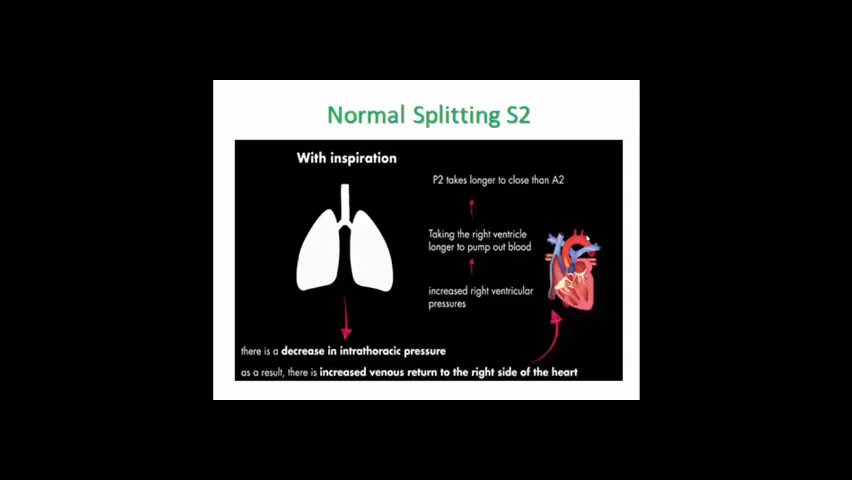 Normal Splitting S2
With inspiration
P2 takes longer to close than A2
Taking the right ventricle
longer to pump out blood
increased right ventricular
pressures
there is a decrease in intrathoracic pressure
as a result, there is increased venous return to the right side of the heart